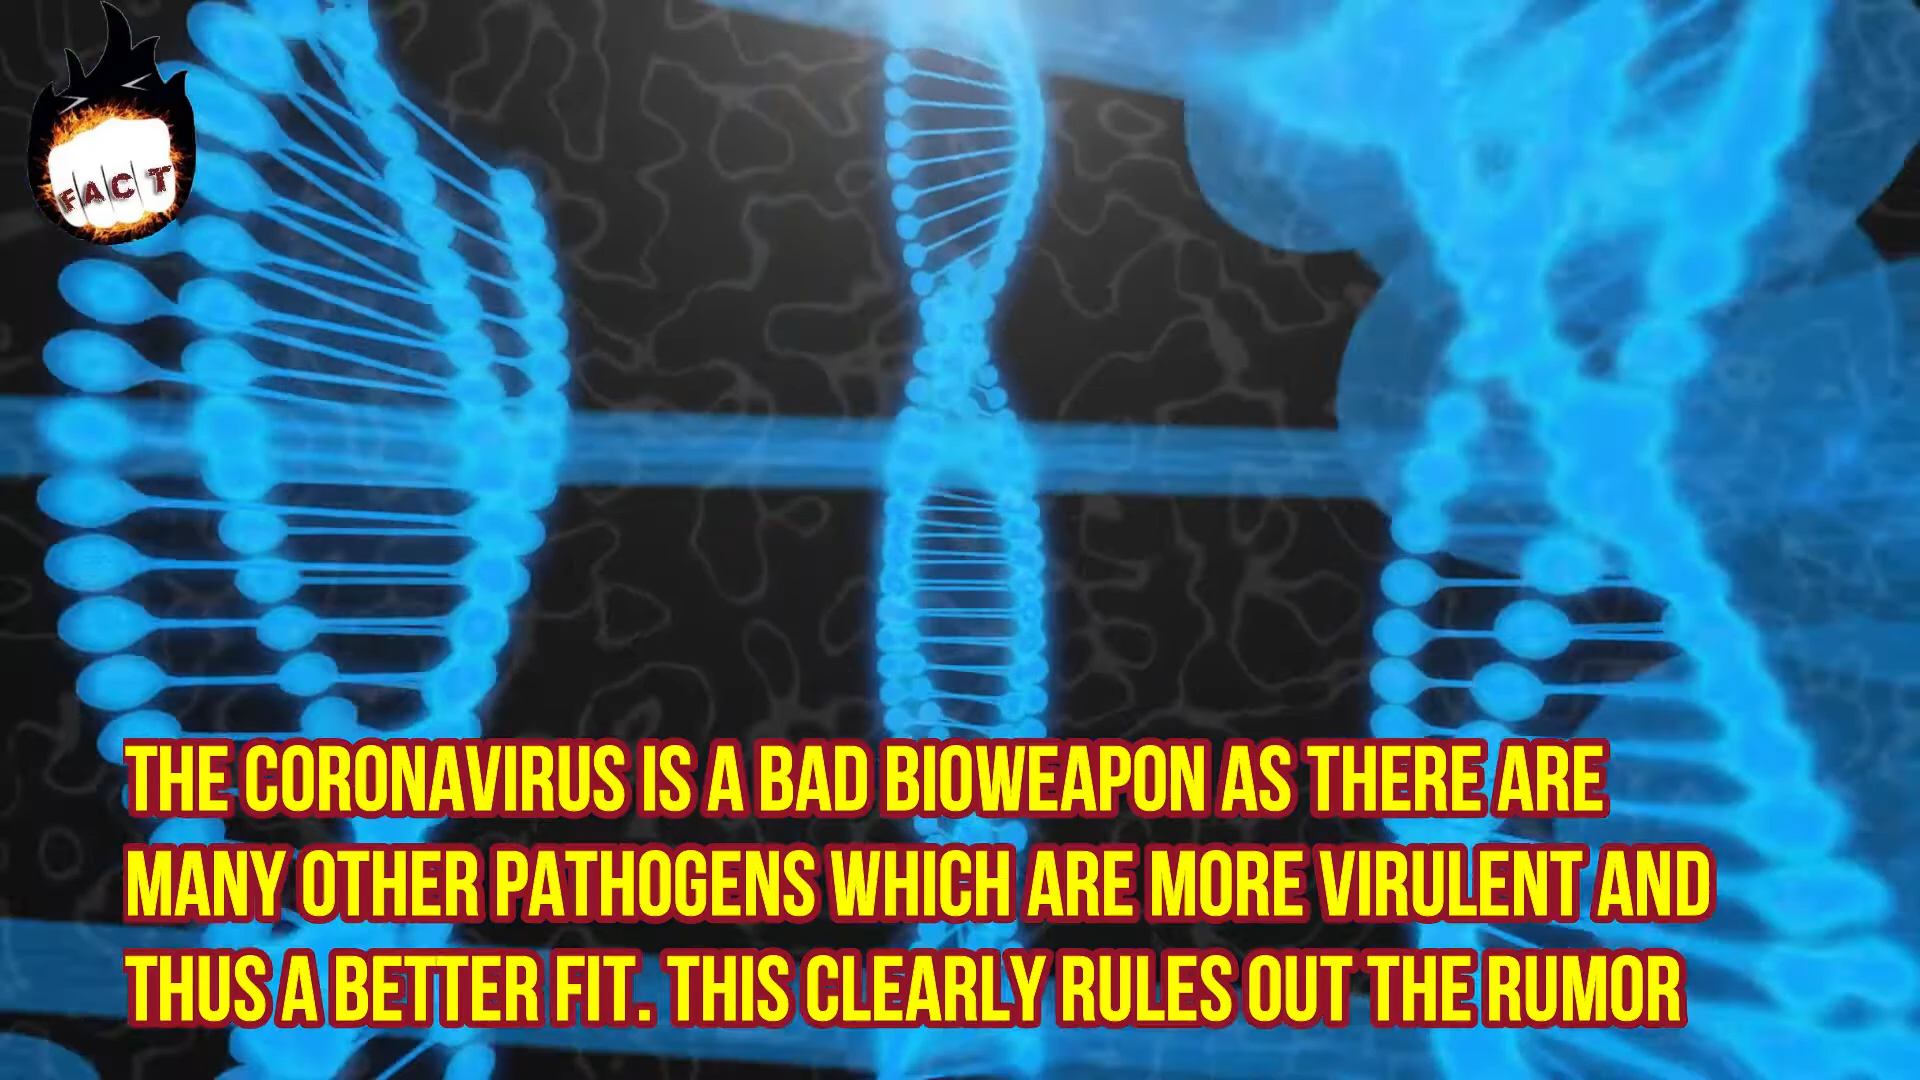 FACT
THE CORONAVIRUS IS A BAD BIOWEAPON AS THERE ARE
MANY OTHER PATHOGENS WHICH ARE MORE VIRULENT AND
THUS A BETTER FIT. THIS CLEARLY RULES OUT THE RUMOR